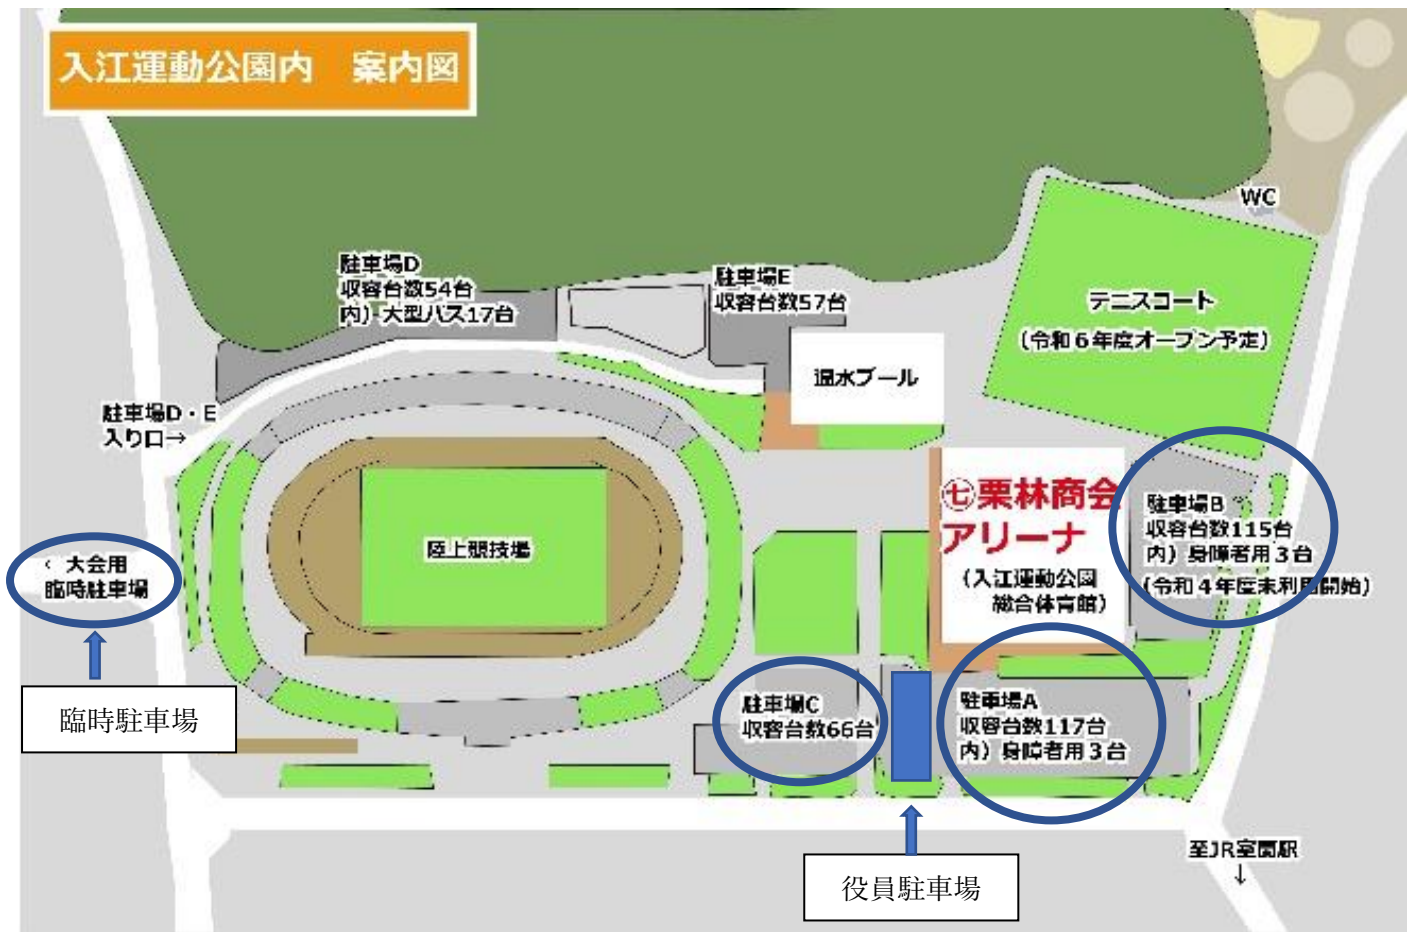 入江運動公園内　案内図
WC
駐車場D
収容台数54台
内）大型バス17台
駐車場E
収容台数57台
テニスコート
（令和６年度オープン予定）
温水プール
駐車場D・E
入り口→
㊆栗林商会
アリーナ
（入江運動公園
総合体育館）
駐車場B
収容台数115台
内）身障者用３台
（令和４年度末利用開始）
陸上競技場
← 大会用
臨時駐車場
臨時駐車場
駐車場C
収容台数66台
駐車場A
収容台数117台
内）身障者用３台
至JR室蘭駅
↓
役員駐車場